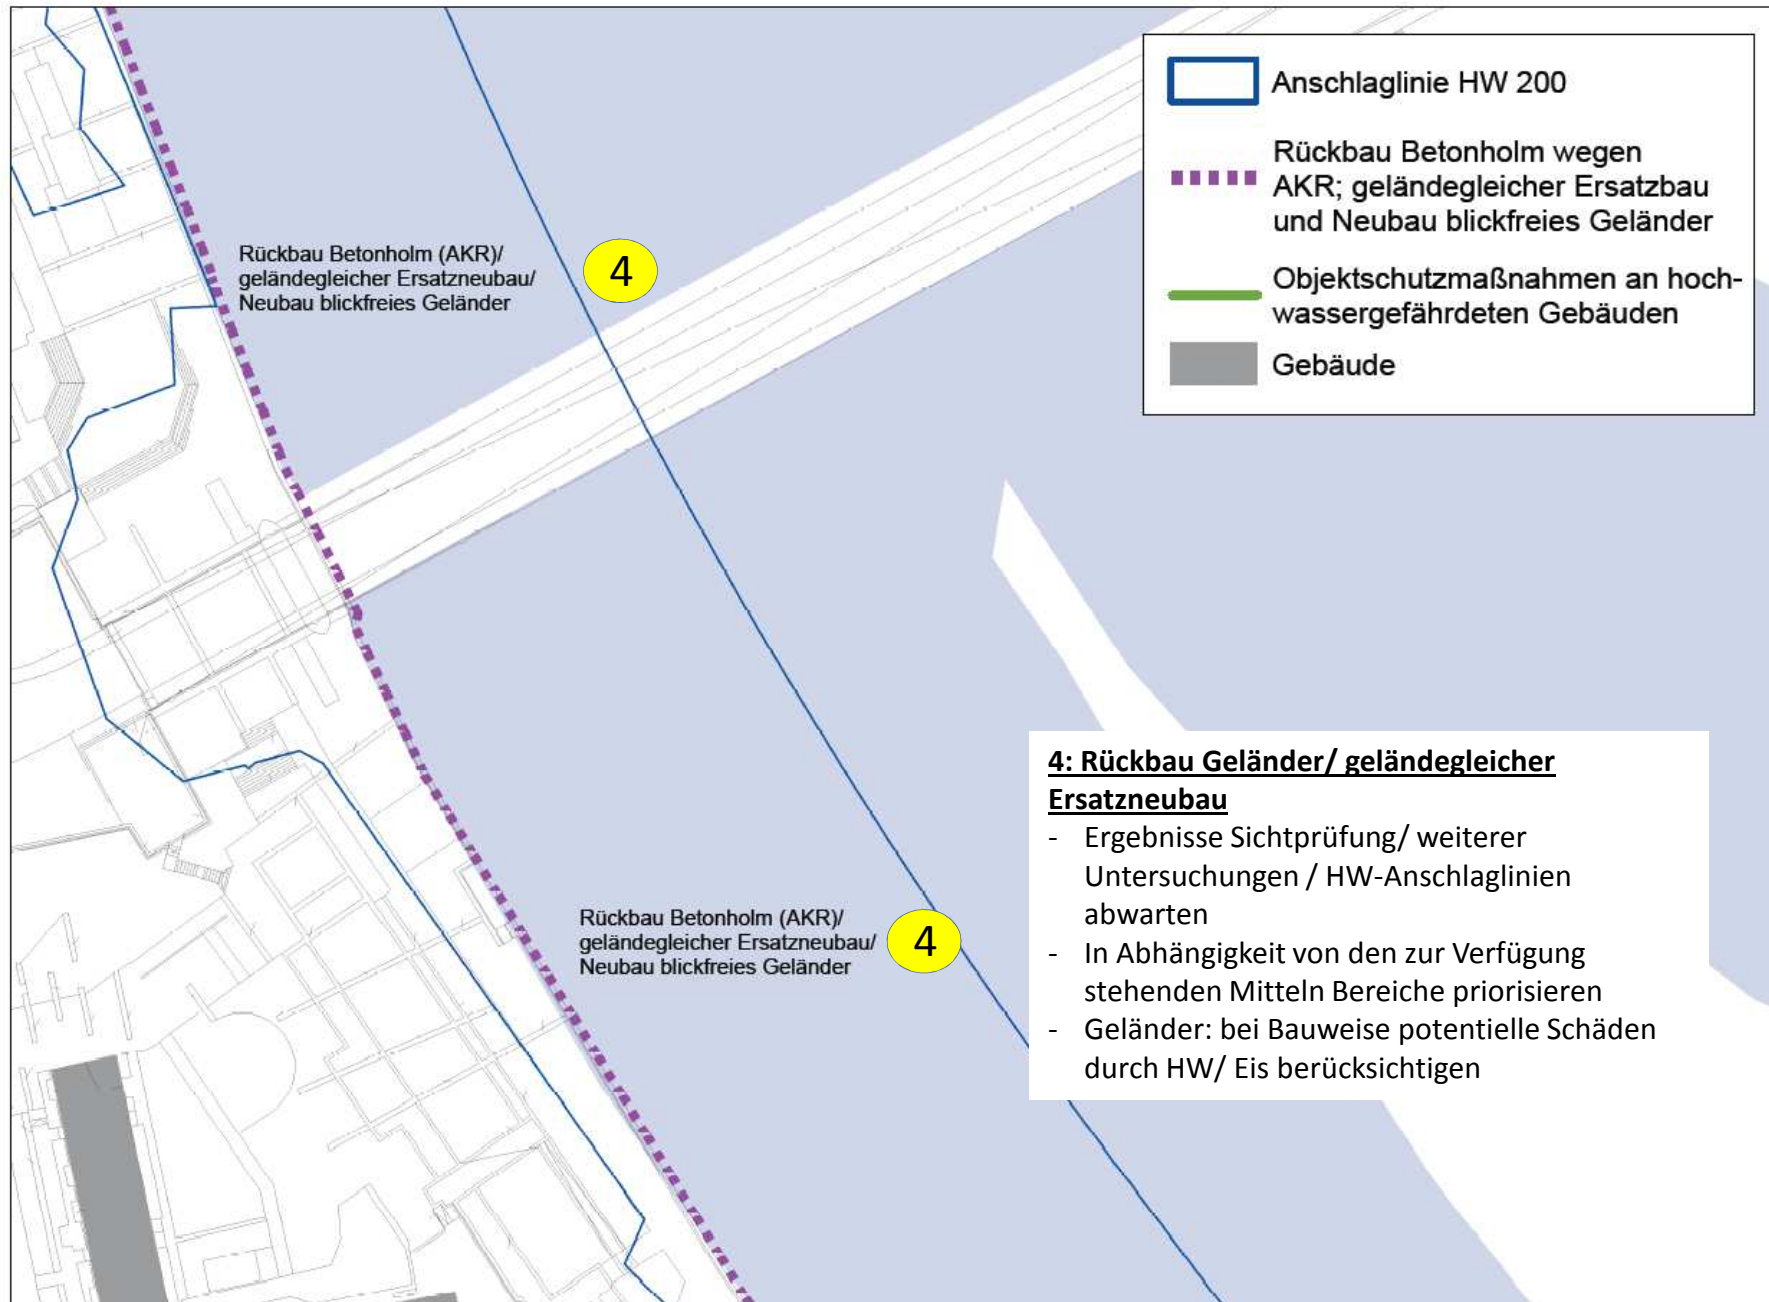 Anschlaglinie HW 200
Rückbau Betonholm wegen
AKR; geländegleicher Ersatzbau
und Neubau blickfreies Geländer
Objektschutzmaßnahmen an hoch-
wassergefährdeten Gebäuden
Gebäude
Rückbau Betonholm (AKR)/
geländegleicher Ersatzneubau/
Neubau blickfreies Geländer
4
4: Rückbau Geländer/ geländegleicher
Ersatzneubau
- Ergebnisse Sichtprüfung/ weiterer
Untersuchungen / HW-Anschlaglinien
abwarten
- In Abhängigkeit von den zur Verfügung
stehenden Mitteln Bereiche priorisieren
- Geländer: bei Bauweise potentielle Schäden
durch HW/ Eis berücksichtigen
Rückbau Betonholm (AKR)/
geländegleicher Ersatzneubau/
Neubau blickfreies Geländer
4